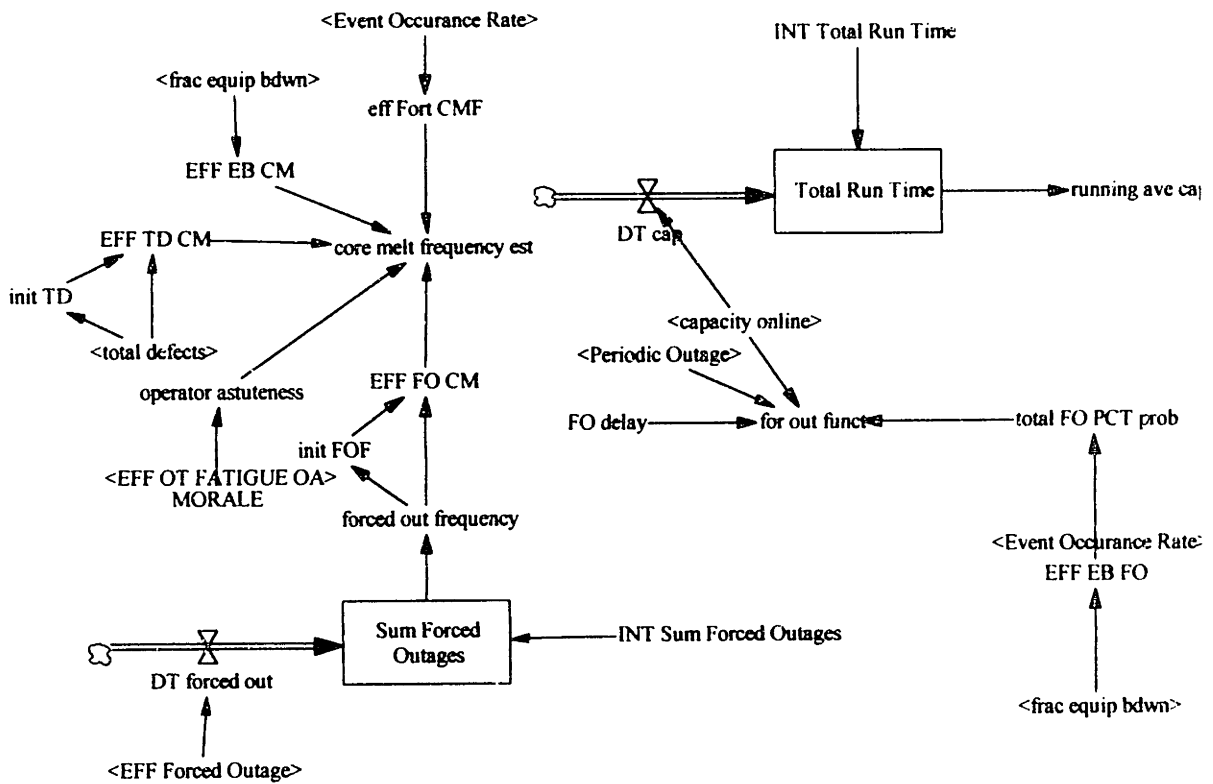 <Event Occurance Rate>
INT Total Run Time
<frac equip bdwn>
eff Fort CMF
EFF EB CM
Total Run Time
running ave ca
DT cap
EFF TD CM
core melt frequency est
init TD
<total defects>
<capacity online>
<Periodic Outage>
operator astuteness
EFF FO CM
FO delay
for out funct
total FO PCT prob
init FOF
<EFF OT FATIGUE OA>
MORALE
forced out frequency
<Event Occurance Rate>
EFF EB FO
Sum Forced
Outages
INT Sum Forced Outages
DT forced out
<frac equip bdwn>
<EFF Forced Outage>